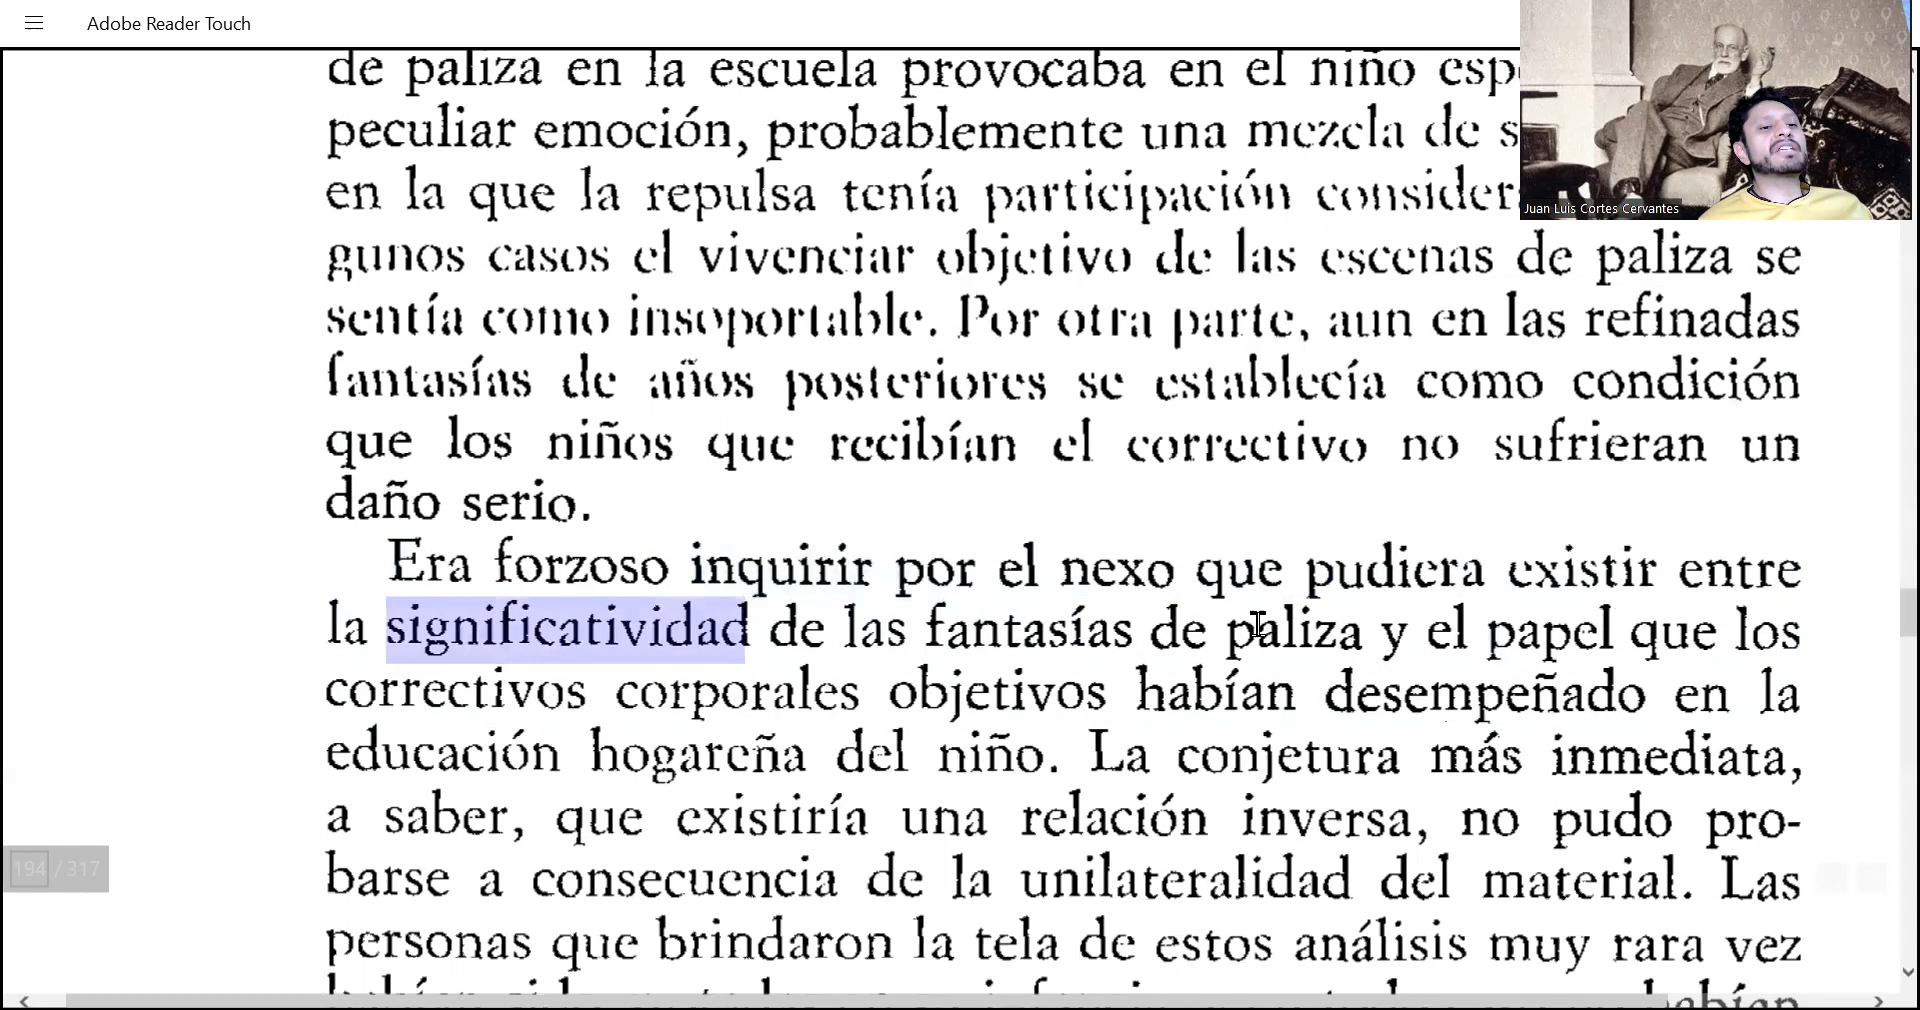 Adobe Reader Touch
de paliza en la escuela provocaba en el niño esp
peculiar emoción, probablemente una mezcla de s
en la que la repulsa tenía participación consider
Juan Luis Cortes Cervantes
gunos casos el vivenciar objetivo de las escenas de paliza se
sentía como insoportable. Por otra parte, aun en las refinadas
fantasías de años posteriores se establecía como condición
que los niños que recibían el correctivo no sufrieran un
daño serio.
Era forzoso inquirir por el nexo que pudiera existir entre
la significatividad de las fantasías de paliza y el papel que los
correctivos corporales objetivos habían desempeñado en la
educación hogareña del niño. La conjetura más inmediata,
a saber, que existiría una relación inversa, no pudo pro-
194 / 317
barse a consecuencia de la unilateralidad del material. Las
personas que brindaron la tela de estos análisis muy rara vez
habían